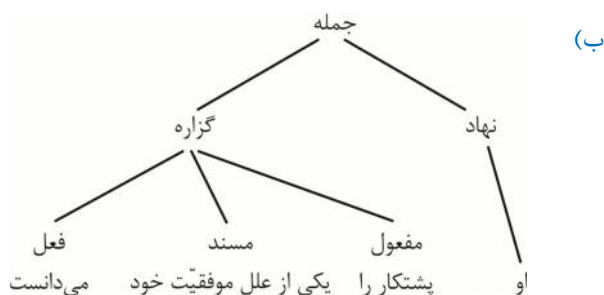 ب)
جمله
نهاد گزاره
مفعول مسند فعل
او پشتکار را یکی از علل موفقیّت خود می‌دانست